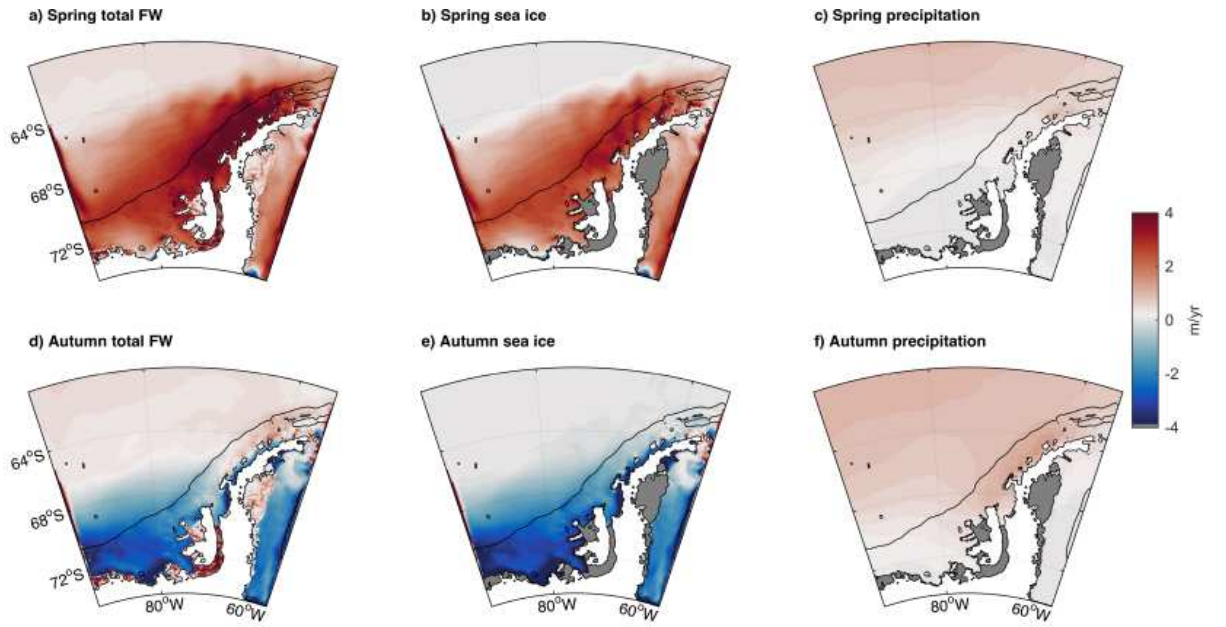 a) Spring total FW
b) Spring sea ice
c) Spring precipitation
64°S
68°S
72°S
4
2
0
-2
-4
m/yr
d) Autumn total FW
e) Autumn sea ice
f) Autumn precipitation
64°S
68°S
72°S
80°W
60°W
80°W
60°W